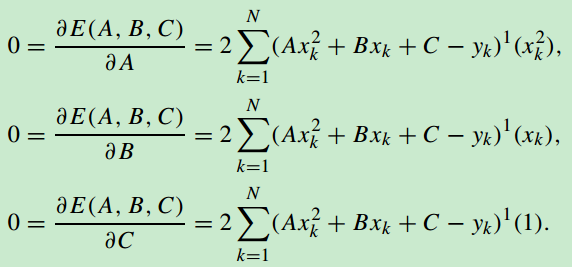 0 = ∂E(A, B, C)/∂A = 2 ∑_{k=1}^{N} (Ax_k^2 + Bx_k + C − y_k)^1 (x_k^2),
0 = ∂E(A, B, C)/∂B = 2 ∑_{k=1}^{N} (Ax_k^2 + Bx_k + C − y_k)^1 (x_k),
0 = ∂E(A, B, C)/∂C = 2 ∑_{k=1}^{N} (Ax_k^2 + Bx_k + C − y_k)^1 (1).